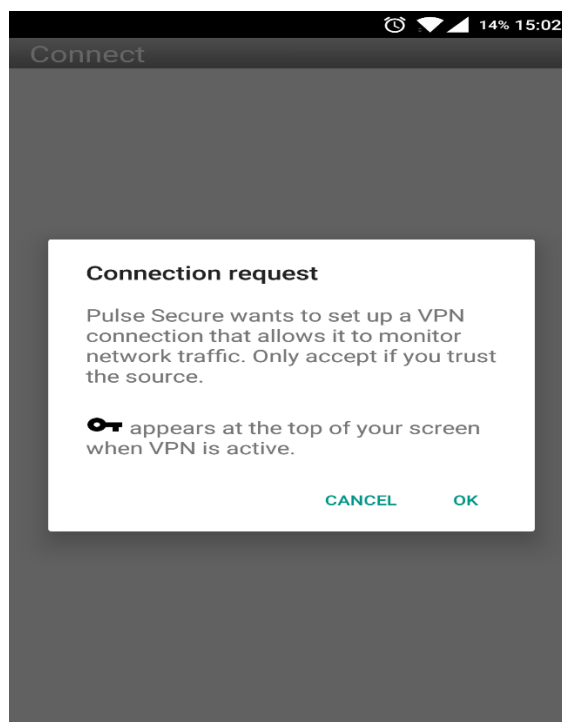 14% 15:02
Connect
Connection request
Pulse Secure wants to set up a VPN
connection that allows it to monitor
network traffic. Only accept if you trust
the source.
appears at the top of your screen
when VPN is active.
CANCEL OK